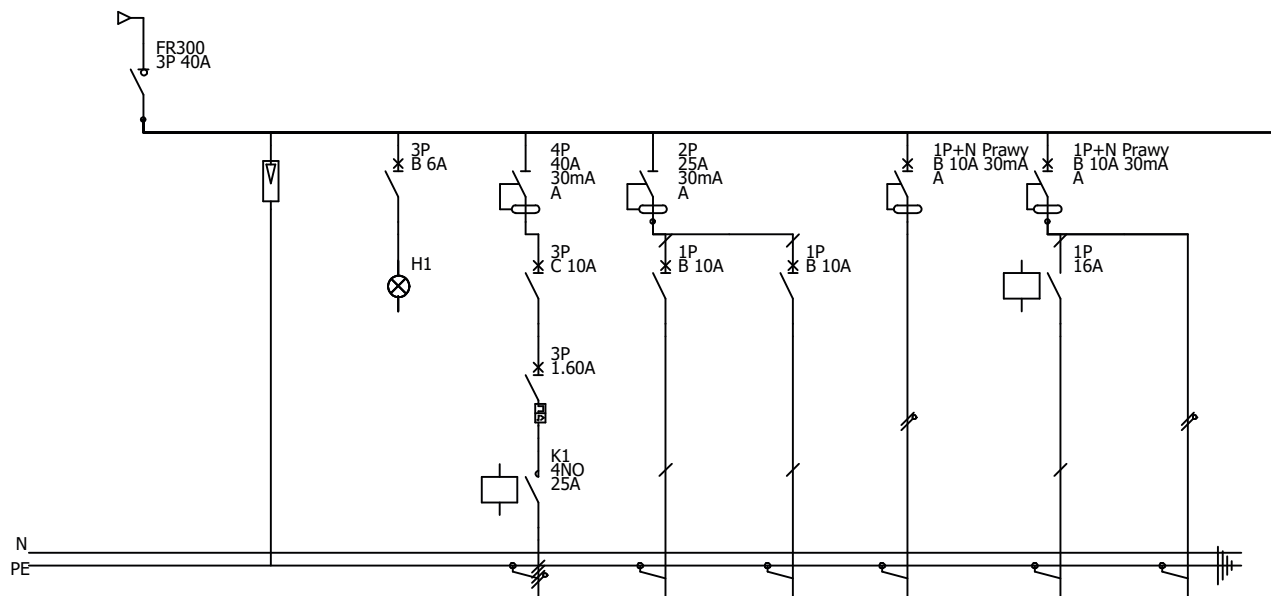 FR300
3P 40A
3P
B 6A
4P
40A
30mA
A
2P
25A
30mA
A
1P+N Prawy
B 10A 30mA
A
1P+N Prawy
B 10A 30mA
A
H1
3P
C 10A
1P
B 10A
1P
B 10A
1P
16A
3P
1.60A
K1
4NO
25A
N
PE